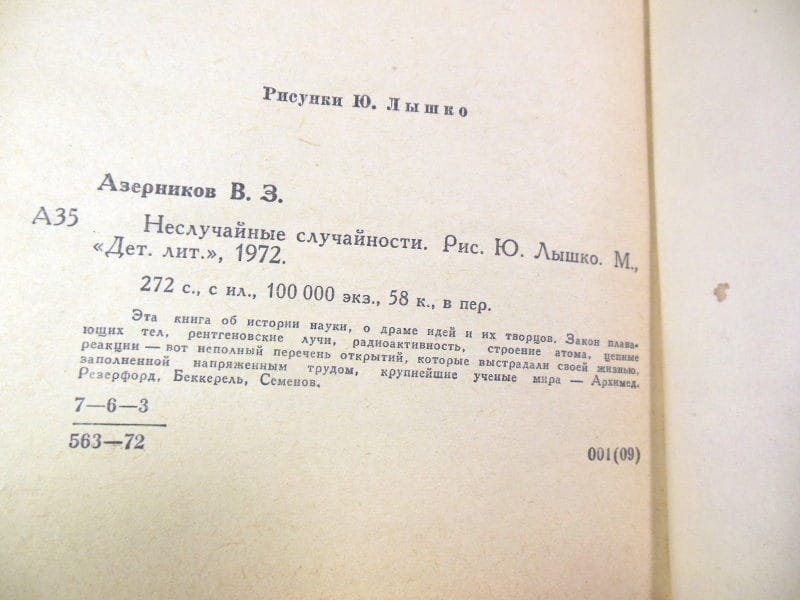 Рисунки Ю. Лышко
Азерников В. З.
А35 Неслучайные случайности. Рис. Ю. Лышко. М.,
«Дет. лит.», 1972.
272 с., с ил., 100 000 экз., 58 к., в пер.
Эта книга об истории науки, о драме идей и их творцов. Закон плава-
ющих тел, рентгеновские лучи, радиоактивность, строение атома, цепные
реакции — вот неполный перечень открытий, которые выстрадали своей жизнью,
заполненной напряженным трудом, крупнейшие ученые мира — Архимед,
Резерфорд, Беккерель, Семенов.
7—6—3
563—72
001(09)